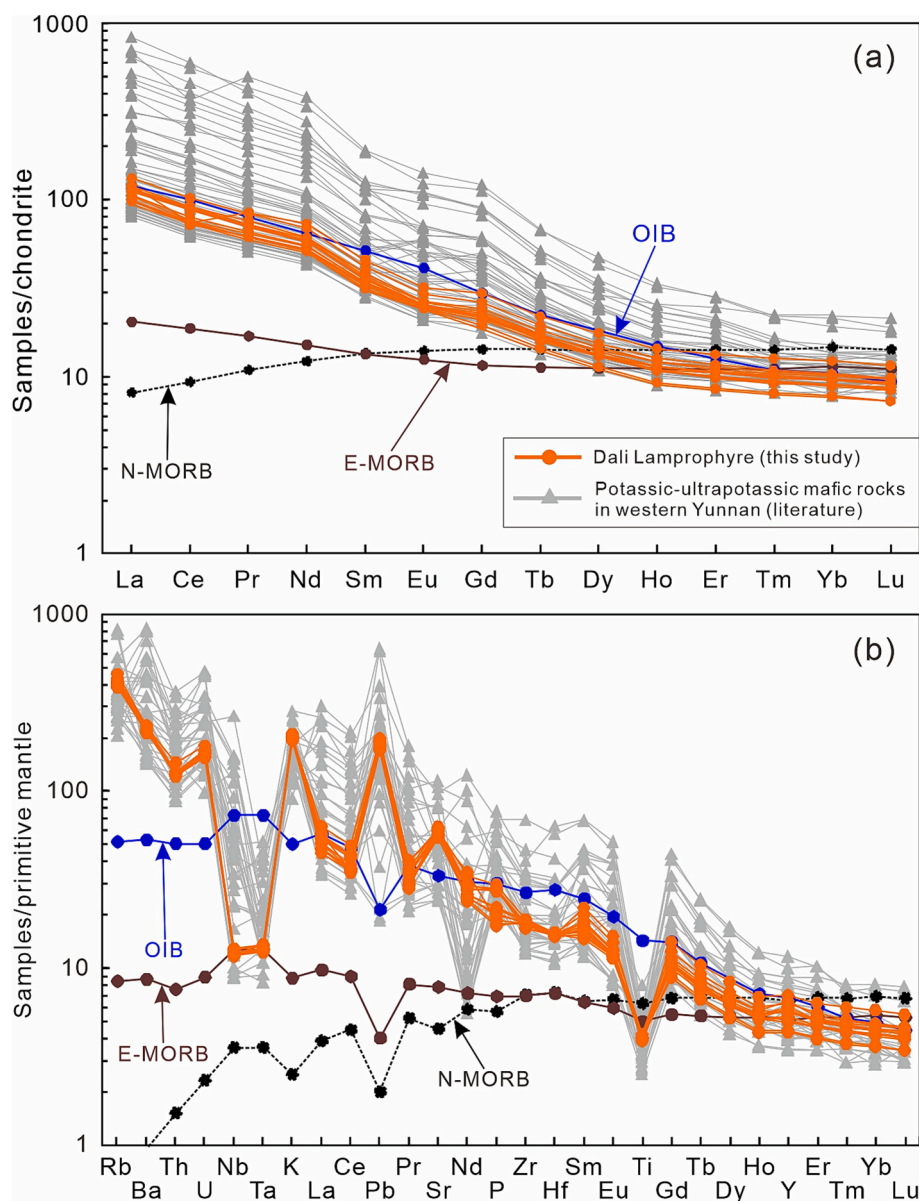 1000
(a)
100
OIB
10
N-MORB
E-MORB
Dali Lamprophyre (this study)
Potassic-ultrapotassic mafic rocks
in western Yunnan (literature)
1
Samples/chondrite
La Ce Pr Nd Sm Eu Gd Tb Dy Ho Er Tm Yb Lu
1000
(b)
100
OIB
10
E-MORB
N-MORB
1
Samples/primitive mantle
Rb Th Nb K Ce Pr Nd Zr Sm Ti Tb Ho Er Yb
Ba U Ta La Pb Sr P Hf Eu Gd Dy Y Tm Lu